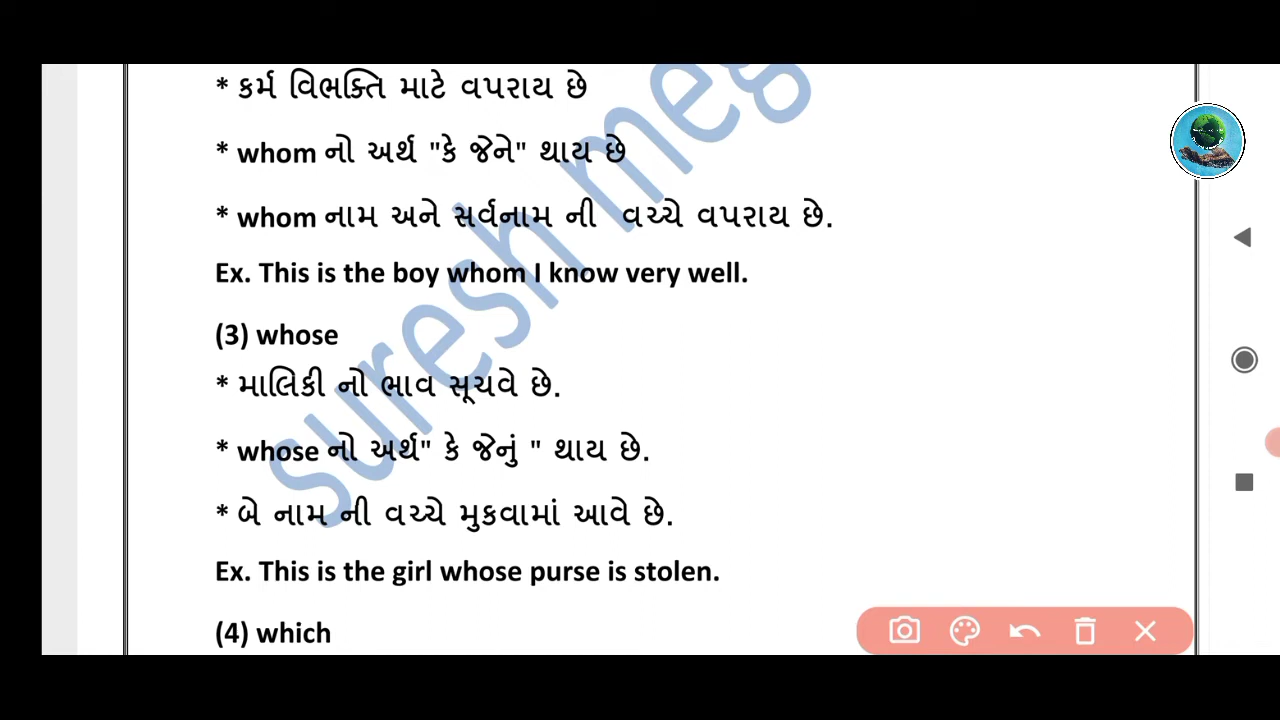 * કર્મ વિભક્તિ માટે વપરાય છે
* whom નો અર્થ "કે જેને" થાય છે
* whom નામ અને સર્વનામ ની વચ્ચે વપરાય છે.
Ex. This is the boy whom I know very well.
(3) whose
* માલિકી નો ભાવ સૂચવે છે.
* whose નો અર્થ" કે જેનું " થાય છે.
* બે નામ ની વચ્ચે મુકવામાં આવે છે.
Ex. This is the girl whose purse is stolen.
(4) which
suresh meg